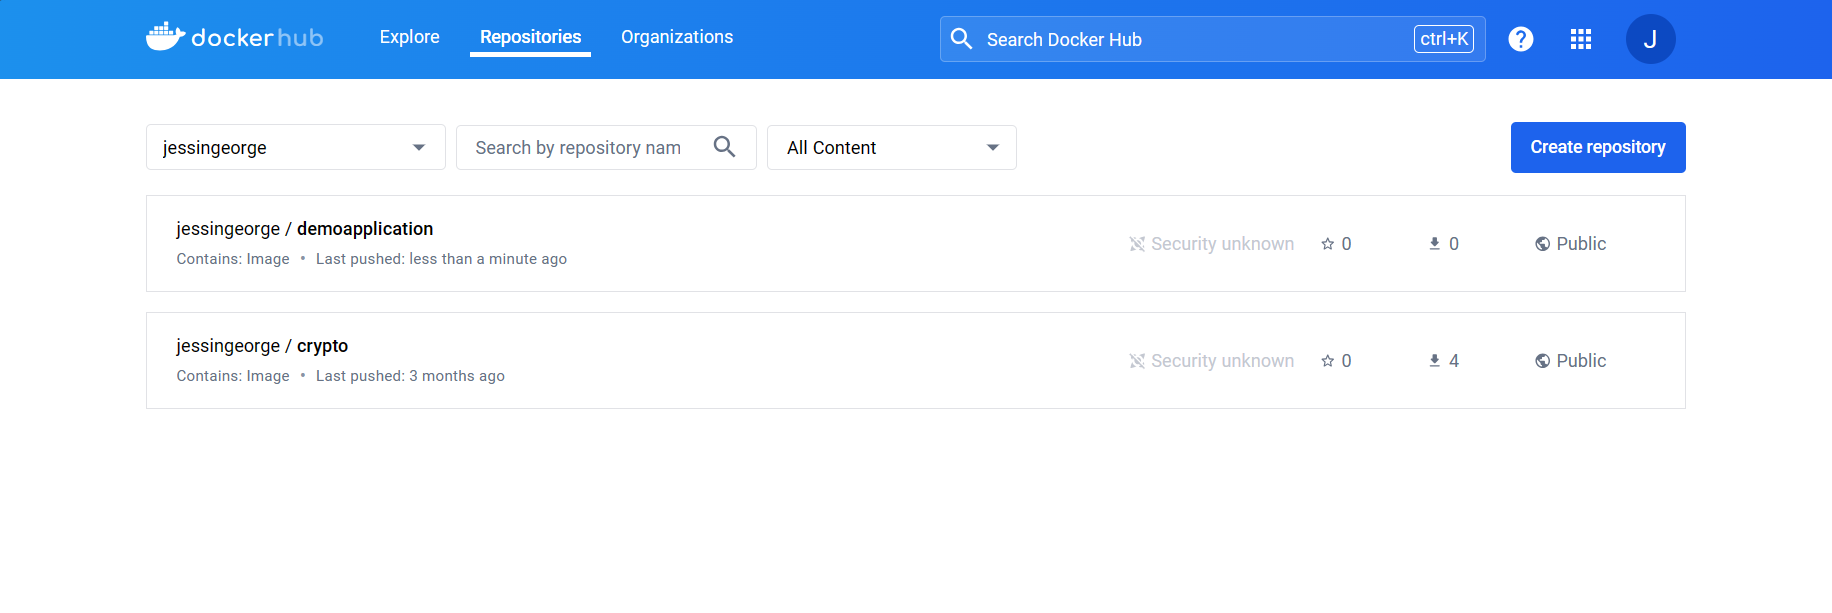 dockerhub Explore Repositories Organizations Search Docker Hub ctrl+K ? J
jessingeorge Search by repository nam All Content Create repository
jessingeorge / demoapplication
Contains: Image • Last pushed: less than a minute ago
Security unknown 0 0 Public
jessingeorge / crypto
Contains: Image • Last pushed: 3 months ago
Security unknown 0 4 Public